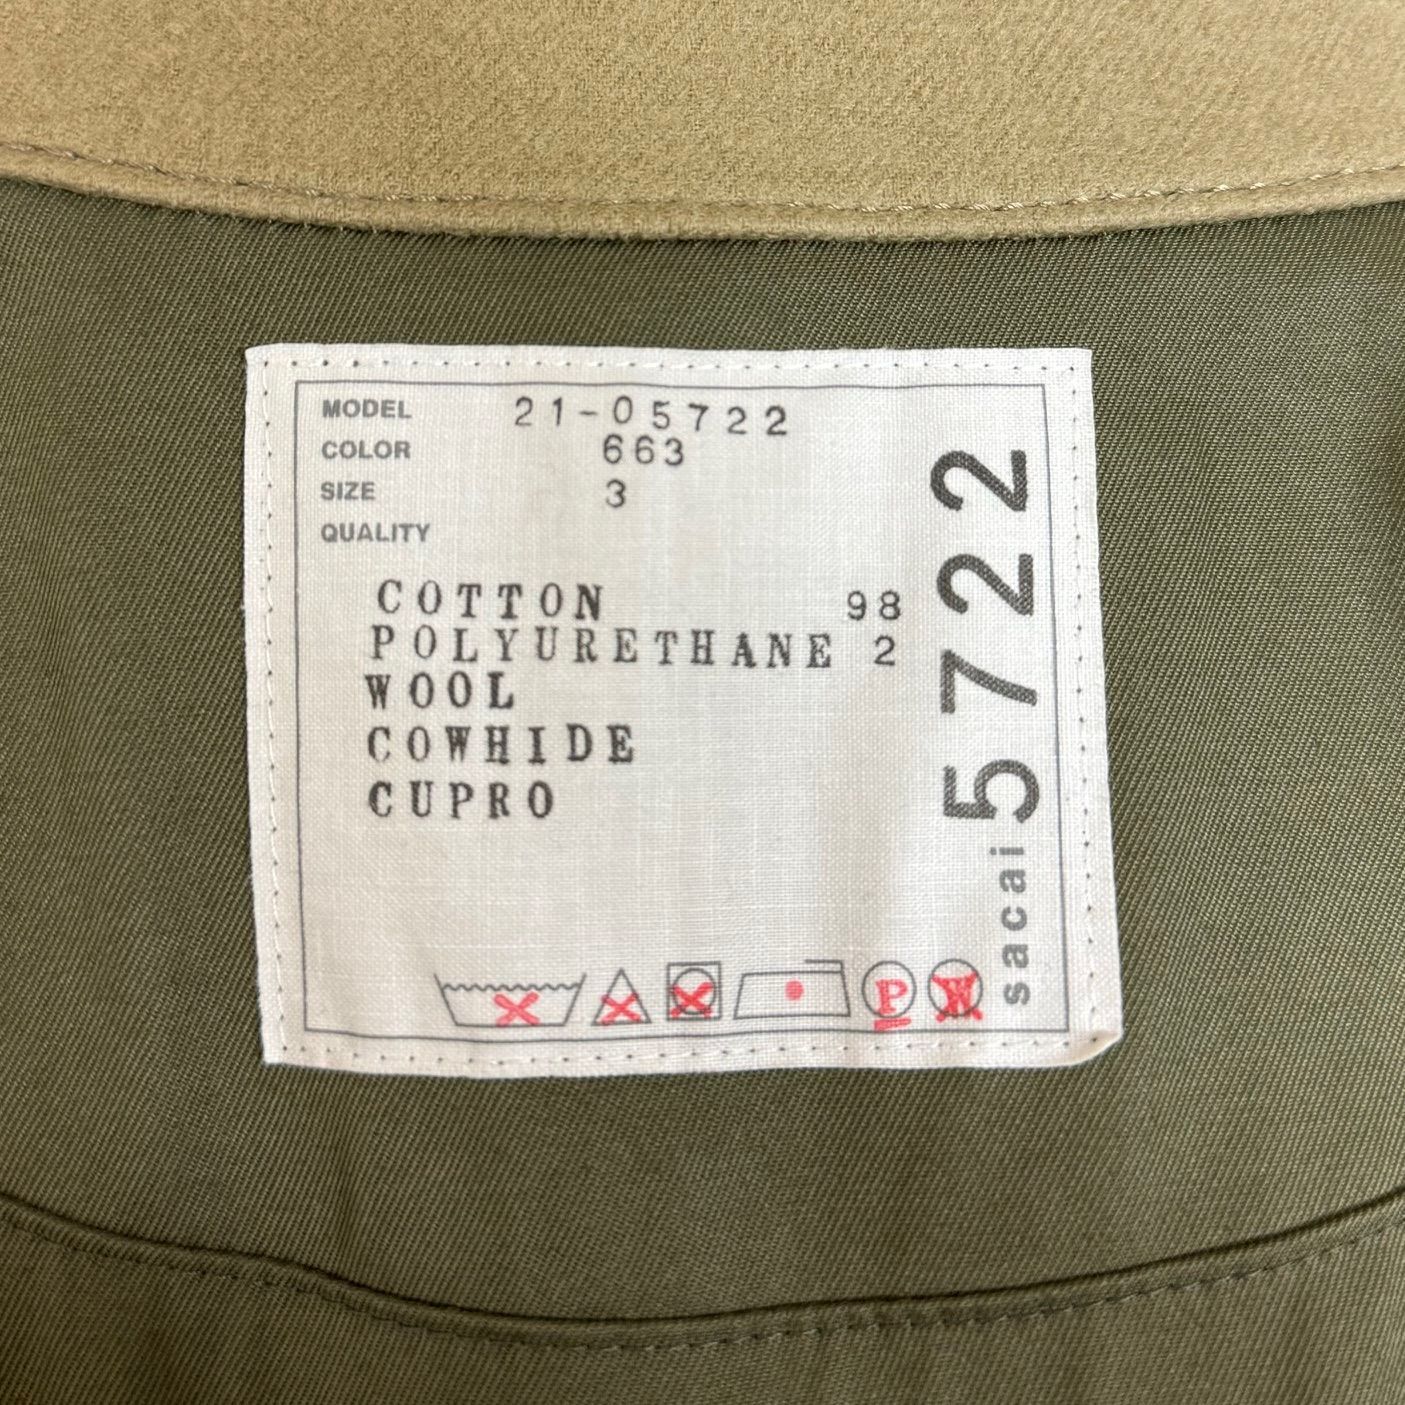 MODEL 21-05722
COLOR 663
SIZE 3
QUALITY
COTTON 98
POLYURETHANE 2
WOOL
COWHIDE
CUPRO
P W
sacai 5722